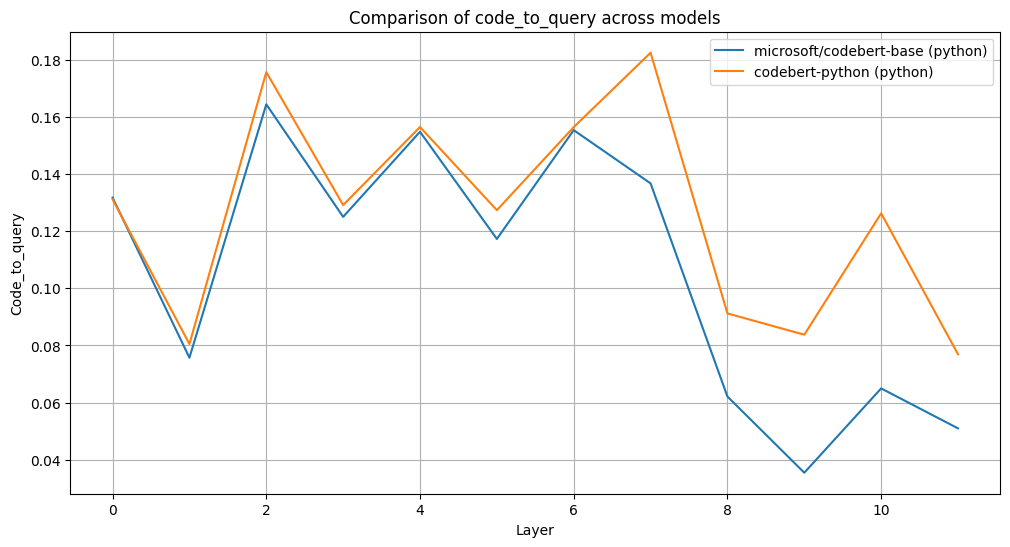 Comparison of code_to_query across models
microsoft/codebert-base (python)
codebert-python (python)
Code_to_query
0.18
0.16
0.14
0.12
0.10
0.08
0.06
0.04
0 2 4 6 8 10
Layer